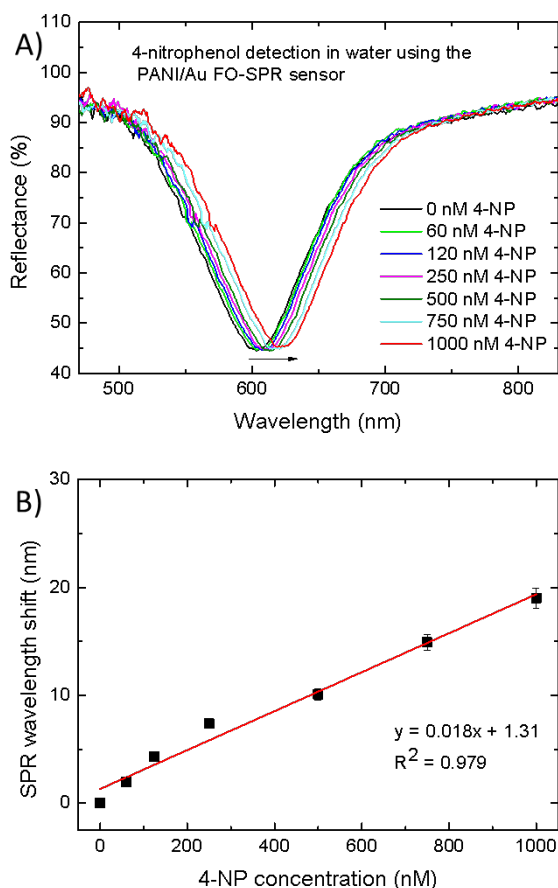 A)
4-nitrophenol detection in water using the
PANI/Au FO-SPR sensor
110
100
90
80
70
60
50
40
Reflectance (%)
0 nM 4-NP
60 nM 4-NP
120 nM 4-NP
250 nM 4-NP
500 nM 4-NP
750 nM 4-NP
1000 nM 4-NP
500 600 700 800
Wavelength (nm)
B)
30
20
10
0
SPR wavelength shift (nm)
y = 0.018x + 1.31
R² = 0.979
0 200 400 600 800 1000
4-NP concentration (nM)